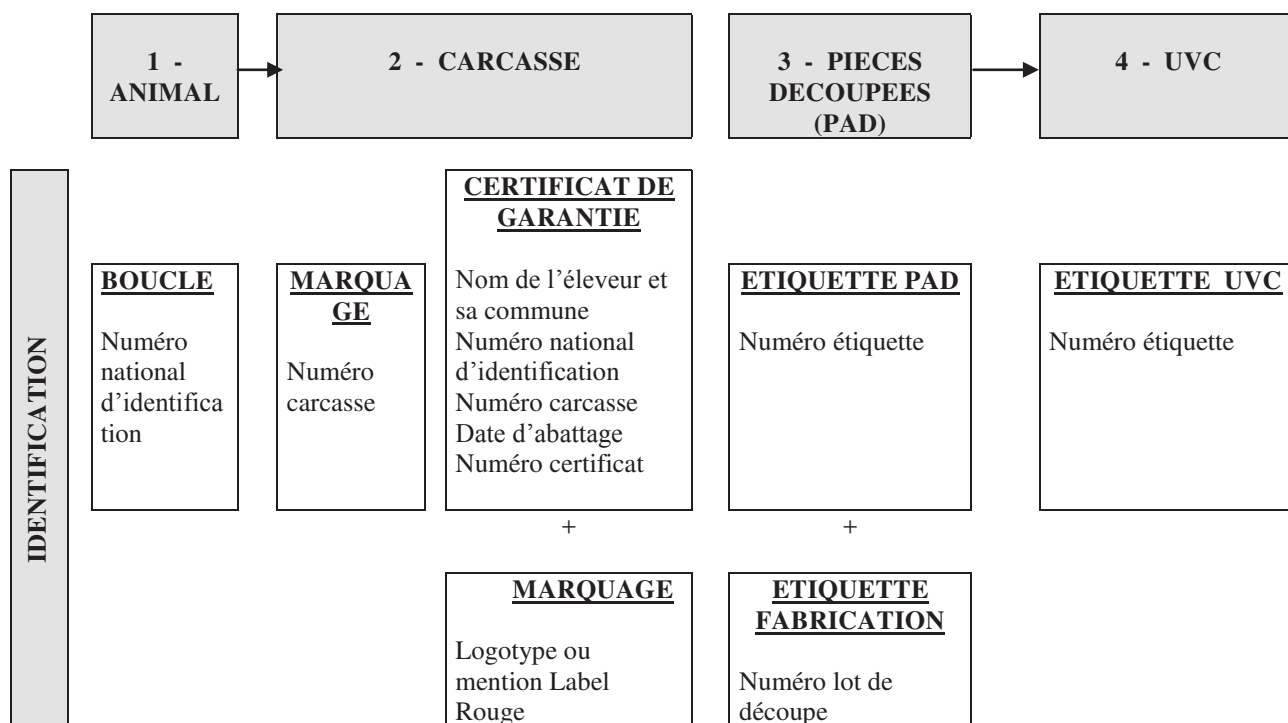 1 -
ANIMAL
2 - CARCASSE
3 - PIECES
DECOUPEES
(PAD)
4 - UVC
IDENTIFICATION
BOUCLE
Numéro
national
d’identifica
tion
MARQUA
GE
Numéro
carcasse
CERTIFICAT DE
GARANTIE
Nom de l’éleveur et
sa commune
Numéro national
d’identification
Numéro carcasse
Date d’abattage
Numéro certificat
+
MARQUAGE
Logotype ou
mention Label
Rouge
ETIQUETTE PAD
Numéro étiquette
+
ETIQUETTE
FABRICATION
Numéro lot de
découpe
ETIQUETTE UVC
Numéro étiquette